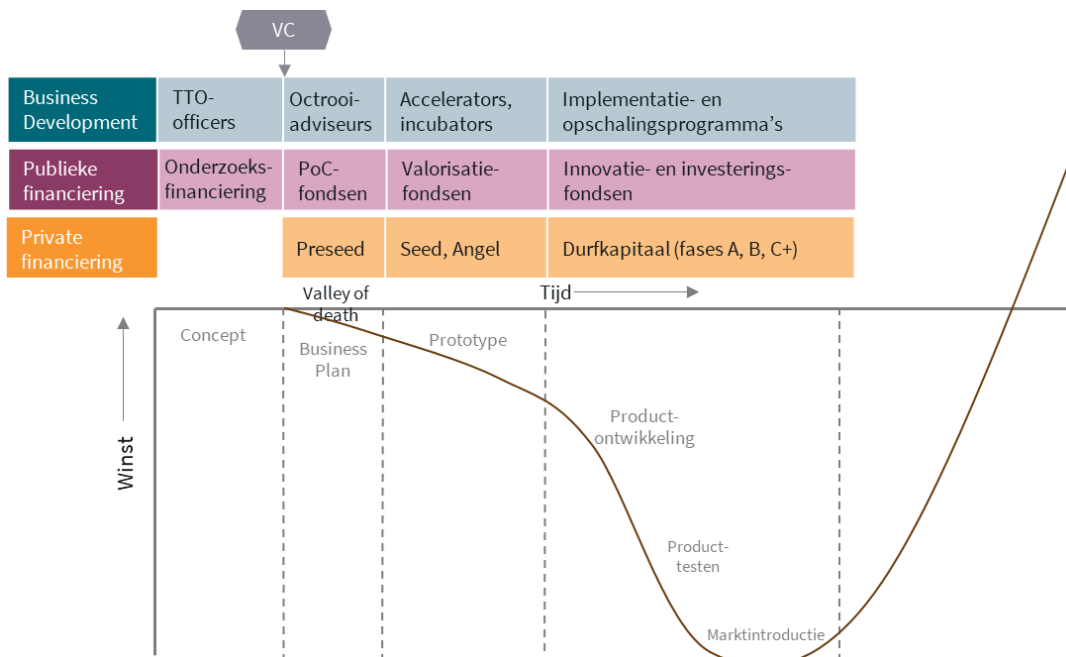 VC
Business
Development
TTO-
officers
Octrooi-
adviseurs
Accelerators,
incubators
Implementatie- en
opschalingsprogramma's
Publieke
financiering
Onderzoeks-
financiering
PoC-
fondsen
Valorisatie-
fondsen
Innovatie- en investerings-
fondsen
Private
financiering
Preseed
Seed, Angel
Durfkapitaal (fases A, B, C+)
Valley of
death
Tijd
Concept
Business
Plan
Prototype
Product-
ontwikkeling
Winst
Product-
testen
Marktintroductie